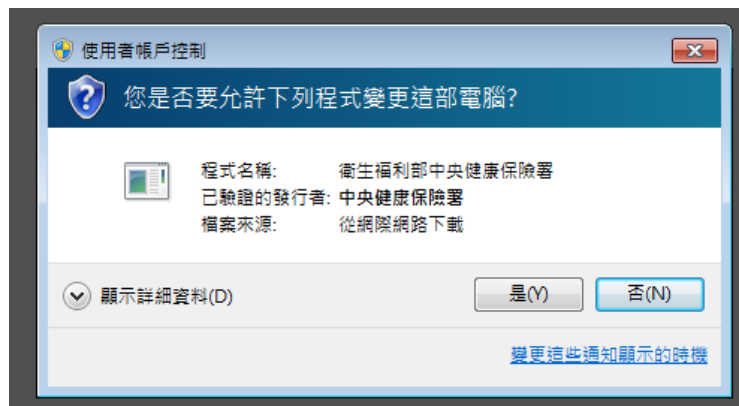 使用者帳戶控制
您是否要允許下列程式變更這部電腦?
程式名稱: 衛生福利部中央健康保險署
已驗證的發行者: 中央健康保險署
檔案來源: 從網際網路下載
顯示詳細資料(D)
是(Y)
否(N)
變更這些通知顯示的時機